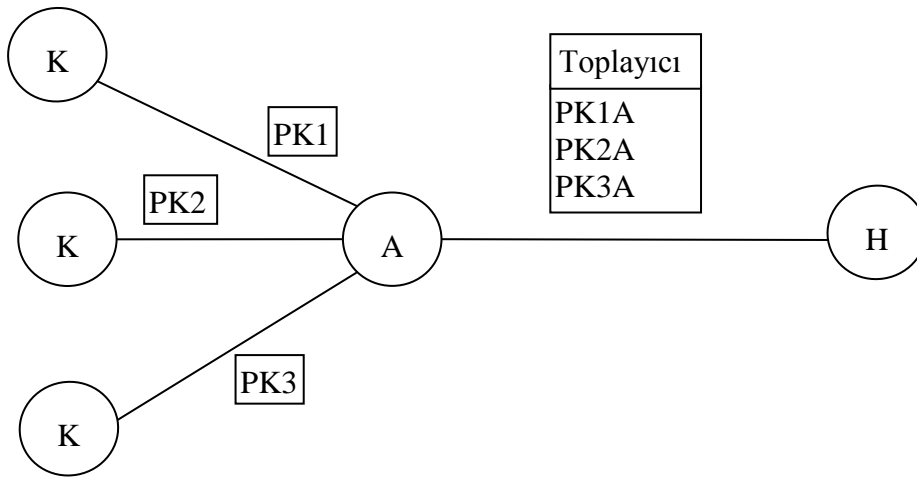 K
PK1
Toplayıcı
PK1A
PK2A
PK3A
PK2
K
A
H
PK3
K